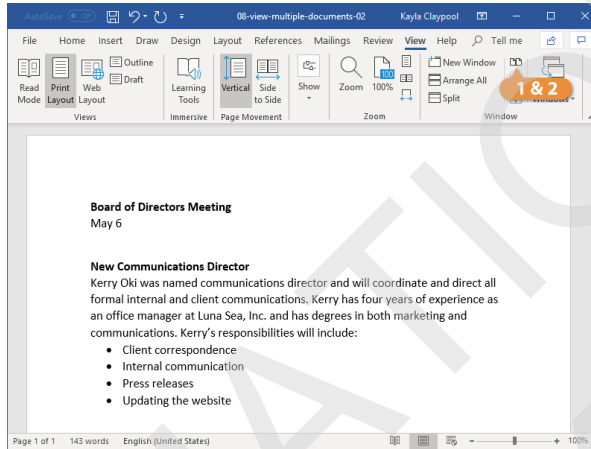 AutoSave Off 08-view-multiple-documents-02 Kayla Claypool
File Home Insert Draw Design Layout References Mailings Review View Help Tell me
Read Mode
Print Layout
Web Layout
Outline
Draft
Views
Learning Tools
Immersive
Vertical
Side to Side
Page Movement
Show
Zoom
100
100%
Zoom
New Window
Arrange All
Split
Windows
Window
1 & 2
Board of Directors Meeting
May 6
New Communications Director
Kerry Oki was named communications director and will coordinate and direct all
formal internal and client communications. Kerry has four years of experience as
an office manager at Luna Sea, Inc. and has degrees in both marketing and
communications. Kerry's responsibilities will include:
• Client correspondence
• Internal communication
• Press releases
• Updating the website
Page 1 of 1 143 words English (United States) - + 100%